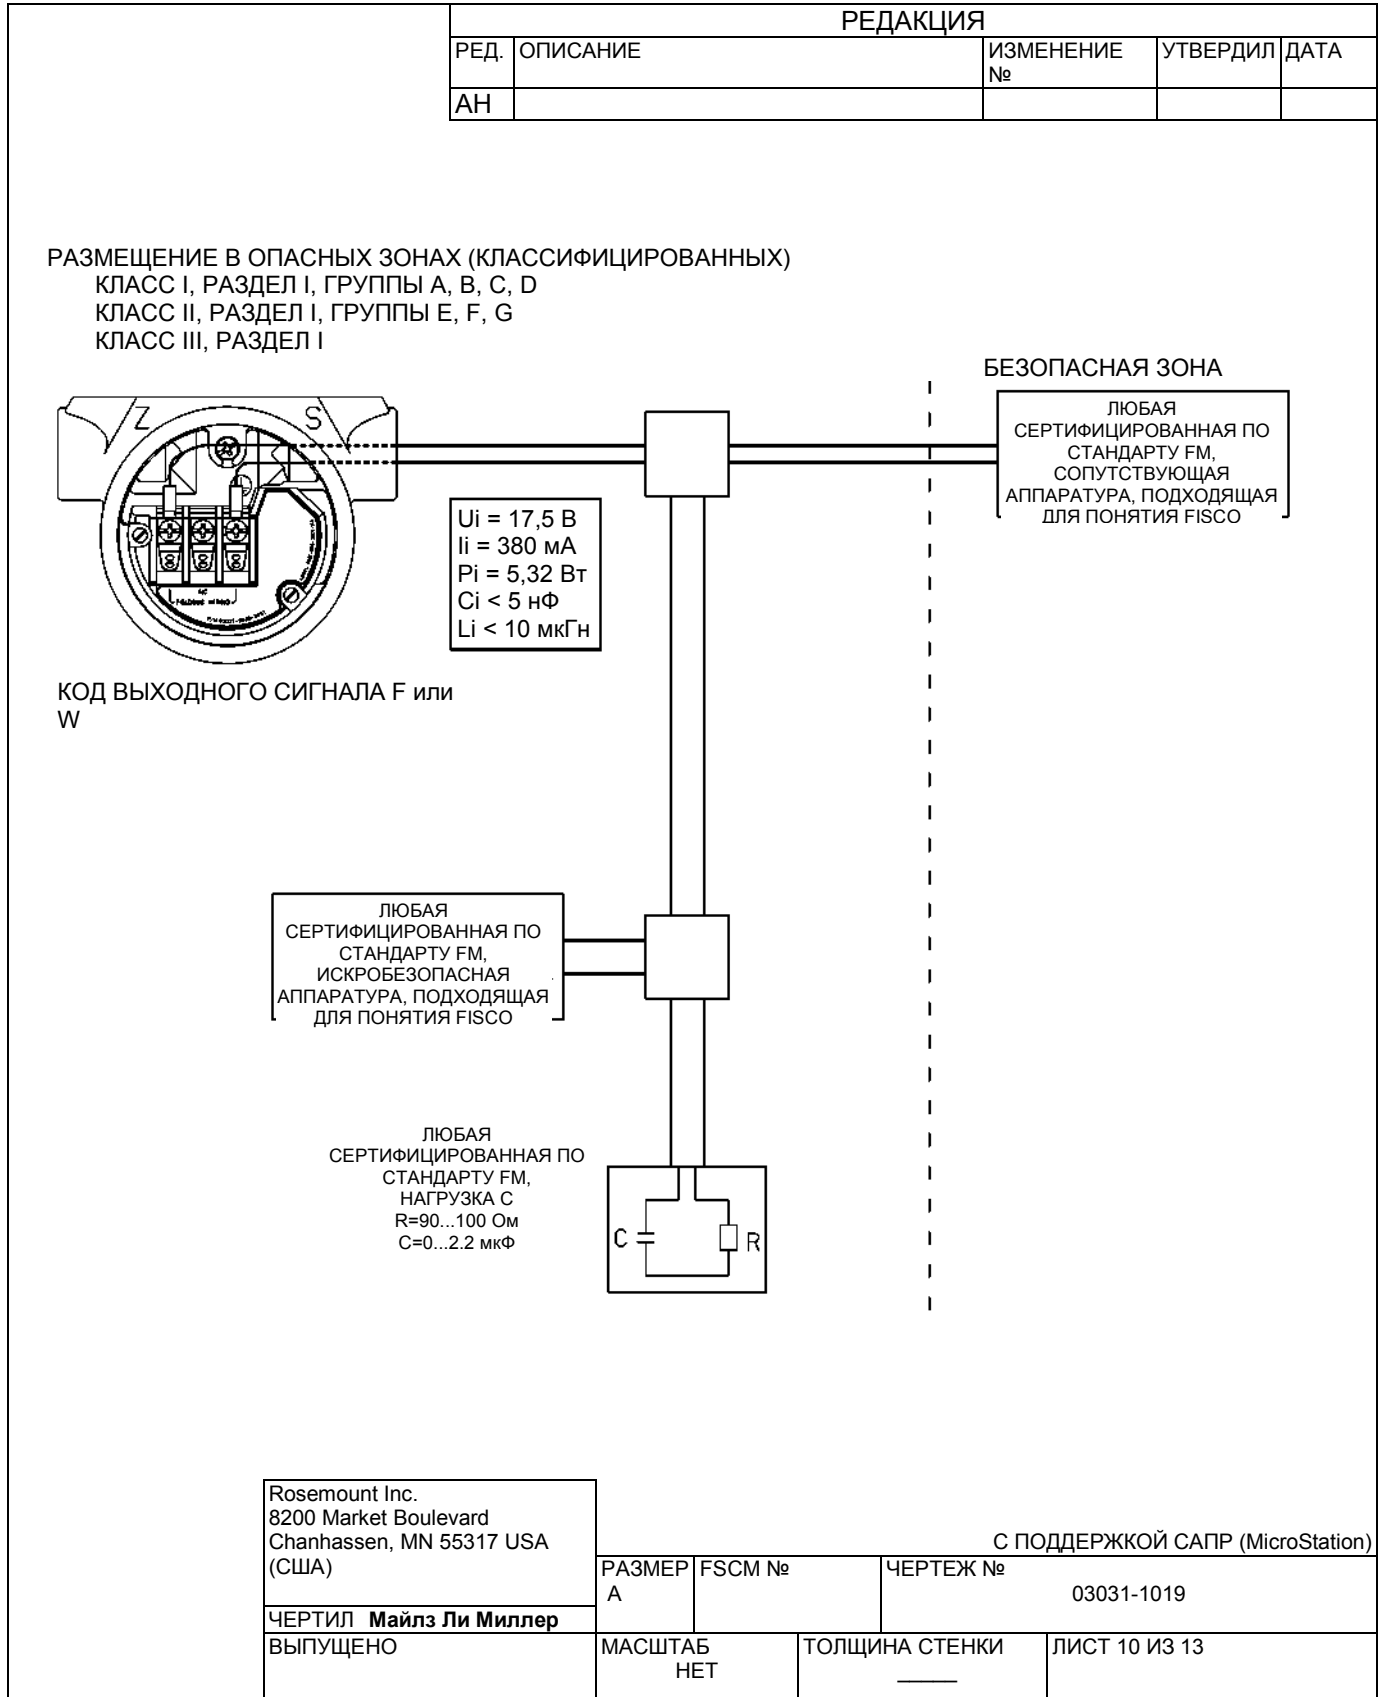 РЕДАКЦИЯ
РЕД. ОПИСАНИЕ ИЗМЕНЕНИЕ № УТВЕРДИЛ ДАТА
АН
РАЗМЕЩЕНИЕ В ОПАСНЫХ ЗОНАХ (КЛАССИФИЦИРОВАННЫХ)
КЛАСС I, РАЗДЕЛ I, ГРУППЫ A, B, C, D
КЛАСС II, РАЗДЕЛ I, ГРУППЫ E, F, G
КЛАСС III, РАЗДЕЛ I
БЕЗОПАСНАЯ ЗОНА
ЛЮБАЯ
СЕРТИФИЦИРОВАННАЯ ПО
СТАНДАРТУ FM,
СОПУТСТВУЮЩАЯ
АППАРАТУРА, ПОДХОДЯЩАЯ
ДЛЯ ПОНЯТИЯ FISCO
Z S
Ui = 17,5 В
Ii = 380 мА
Pi = 5,32 Вт
Ci < 5 нФ
Li < 10 мкГн
КОД ВЫХОДНОГО СИГНАЛА F или
W
ЛЮБАЯ
СЕРТИФИЦИРОВАННАЯ ПО
СТАНДАРТУ FM,
ИСКРОБЕЗОПАСНАЯ
АППАРАТУРА, ПОДХОДЯЩАЯ
ДЛЯ ПОНЯТИЯ FISCO
ЛЮБАЯ
СЕРТИФИЦИРОВАННАЯ ПО
СТАНДАРТУ FM,
НАГРУЗКА С
R=90...100 Ом
C=0...2.2 мкФ
C R
Rosemount Inc.
8200 Market Boulevard
Chanhassen, MN 55317 USA
(США)
С ПОДДЕРЖКОЙ САПР (MicroStation)
РАЗМЕР FSCM № ЧЕРТЕЖ №
A 03031-1019
ЧЕРТИЛ Майлз Ли Миллер
ВЫПУЩЕНО МАСШТАБ ТОЛЩИНА СТЕНКИ ЛИСТ 10 ИЗ 13
НЕТ _____